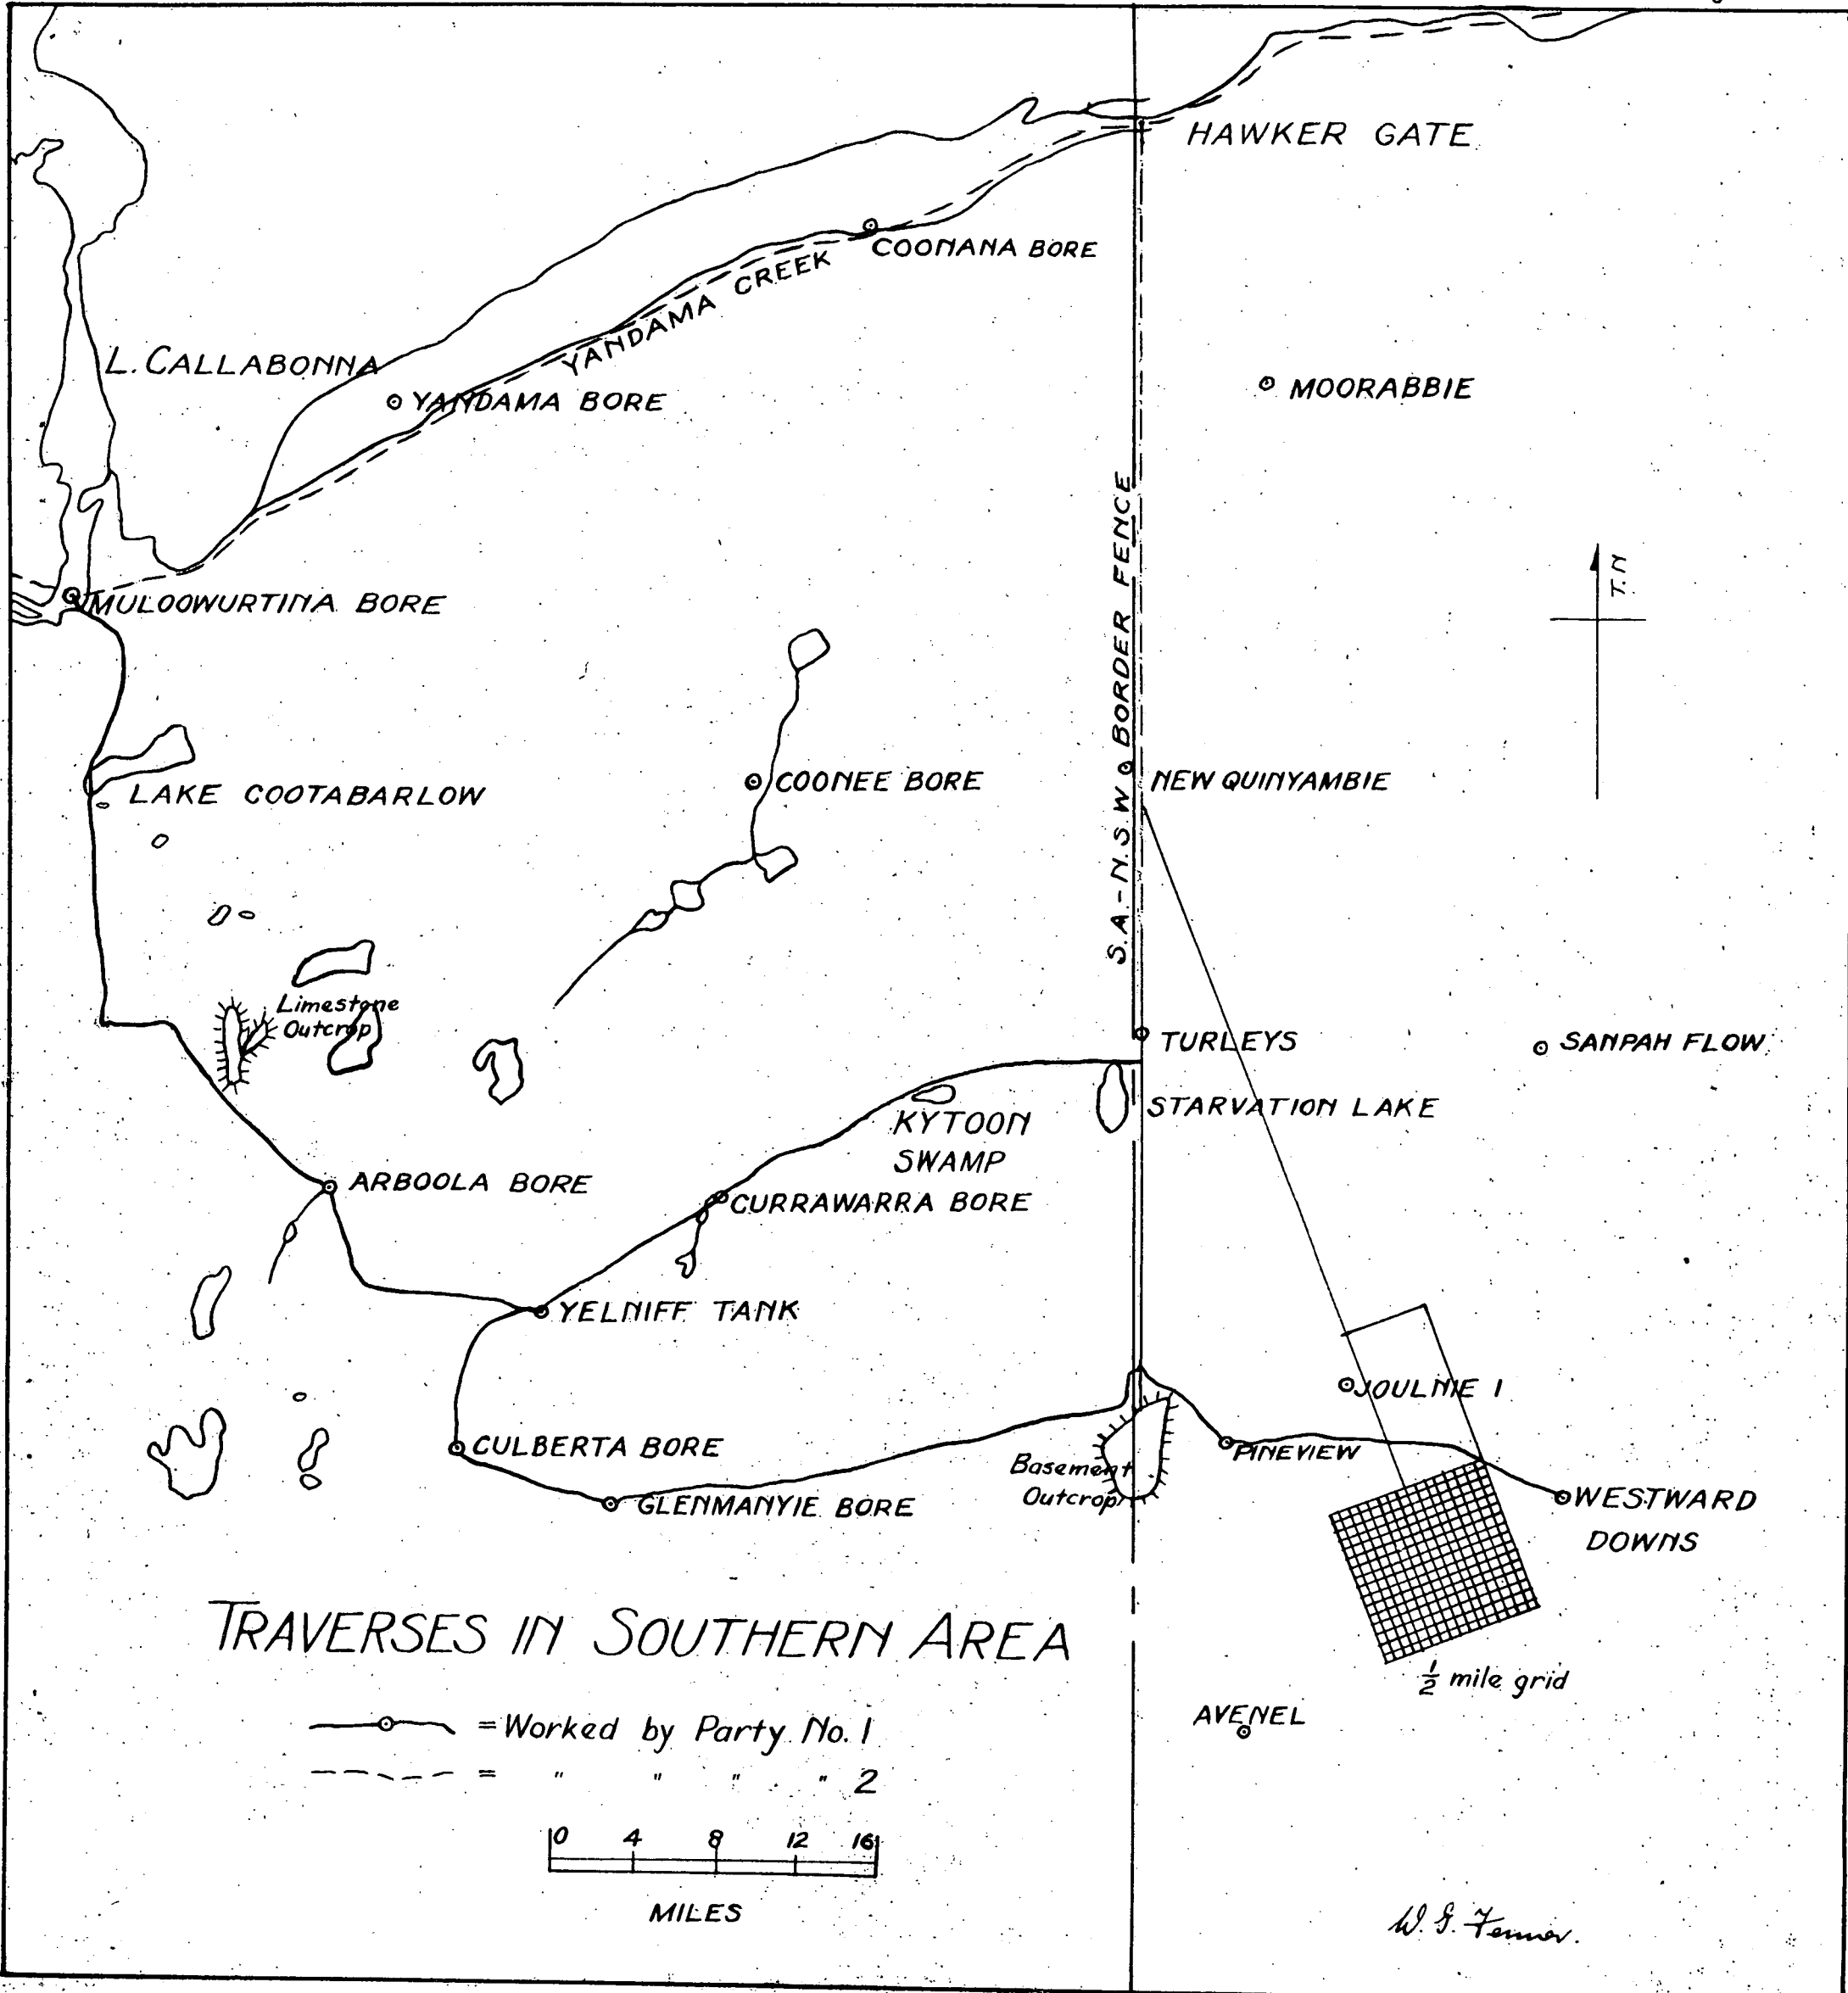 HAWKER GATE
COONANA BORE
YANDAMA CREEK
L. CALLABONNA
YANDAMA BORE
MOORABBIE
T.N
MULOOWURTINA BORE
S.A.-N.S.W BORDER FENCE
LAKE COOTABARLOW
COONEE BORE
NEW QUINYAMBIE
Limestone
Outcrop
TURLEYS
SANPAH FLOW
STARVATION LAKE
KYTOON
SWAMP
ARBOOLA BORE
CURRAWARRA BORE
YELNIFF TANK
JOULNIE 1
CULBERTA BORE
PINEVIEW
Basement
Outcrop
GLENMANYIE BORE
WESTWARD
DOWNS
TRAVERSES IN SOUTHERN AREA
1/2 mile grid
AVENEL
= Worked by Party No. 1
= " " " " 2
0 4 8 12 16
MILES
W. G. Fenner.